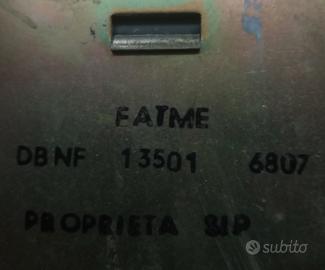 FATME
DBNF 13501 6807
PROPRIETA SIP
subito